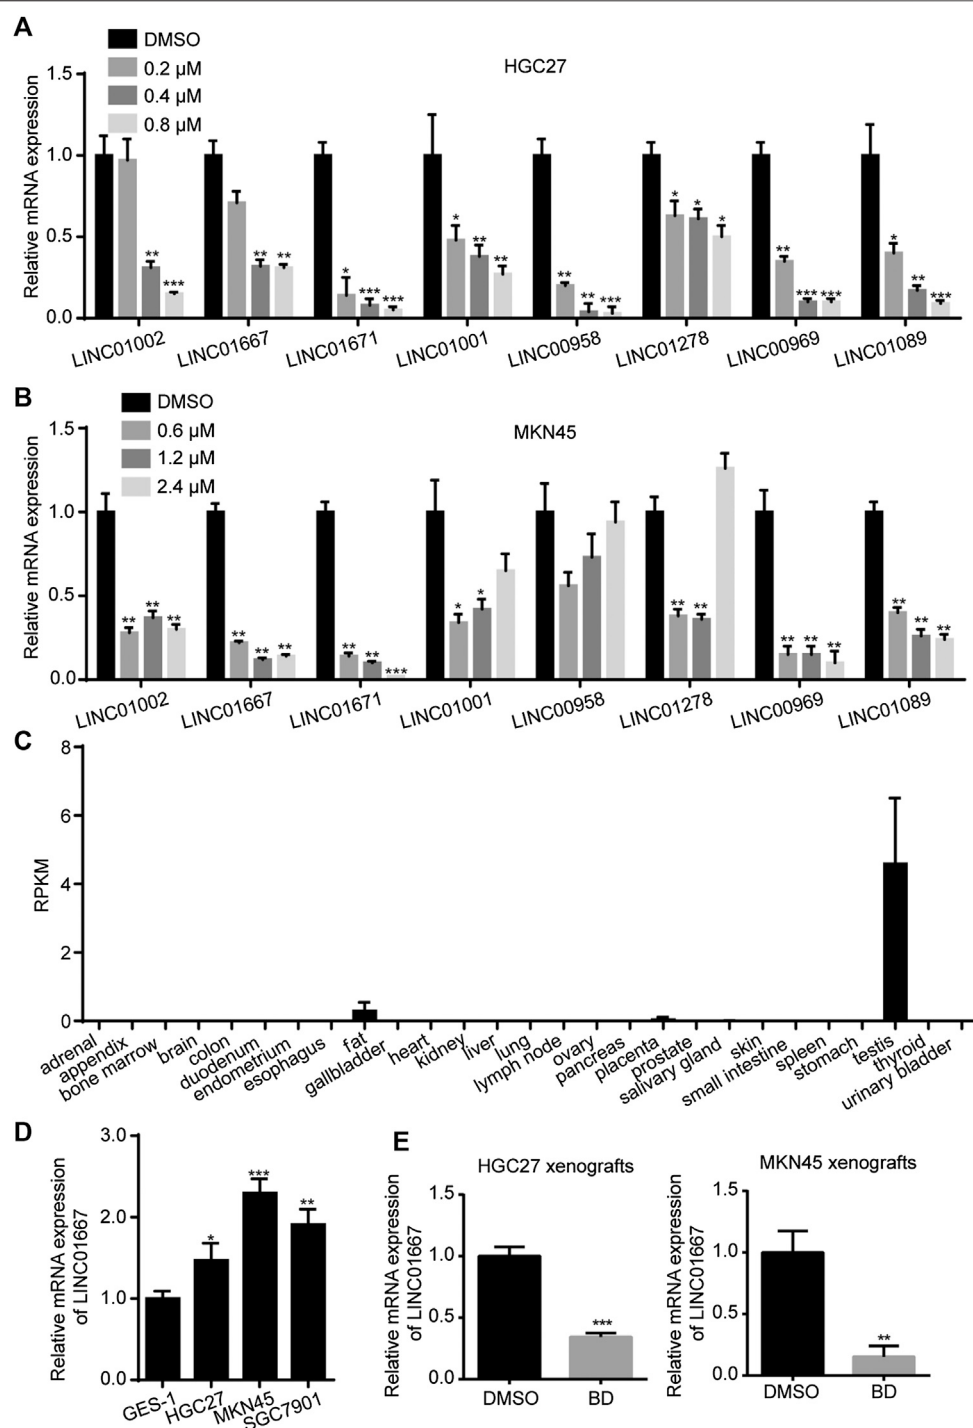 A
DMSO
0.2 µM
0.4 µM
0.8 µM
HGC27
Relative mRNA expression
1.5
1.0
0.5
0.0
** *** ** ** * *** *** * ** ** ** ** *** * * * ** *** *** * ** ***
LINC01002 LINC01667 LINC01671 LINC01001 LINC00958 LINC01278 LINC00969 LINC01089
B
DMSO
0.6 µM
1.2 µM
2.4 µM
MKN45
Relative mRNA expression
1.5
1.0
0.5
0.0
** ** ** ** ** ** ** ** *** * * ** ** ** ** ** ** ** **
LINC01002 LINC01667 LINC01671 LINC01001 LINC00958 LINC01278 LINC00969 LINC01089
C
RPKM
8
6
4
2
0
adrenal appendix bone marrow brain colon duodenum endometrium esophagus fat gallbladder heart kidney liver lung lymph node ovary pancreas placenta prostate salivary gland skin small intestine spleen stomach testis thyroid urinary bladder
D
Relative mRNA expression
of LINC01667
3.0
2.0
1.0
0.0
* *** **
GES-1 HGC27 MKN45 SGC7901
E
HGC27 xenografts
Relative mRNA expression
of LINC01667
1.5
1.0
0.5
0.0
***
DMSO BD
MKN45 xenografts
Relative mRNA expression
of LINC01667
1.5
1.0
0.5
0.0
**
DMSO BD